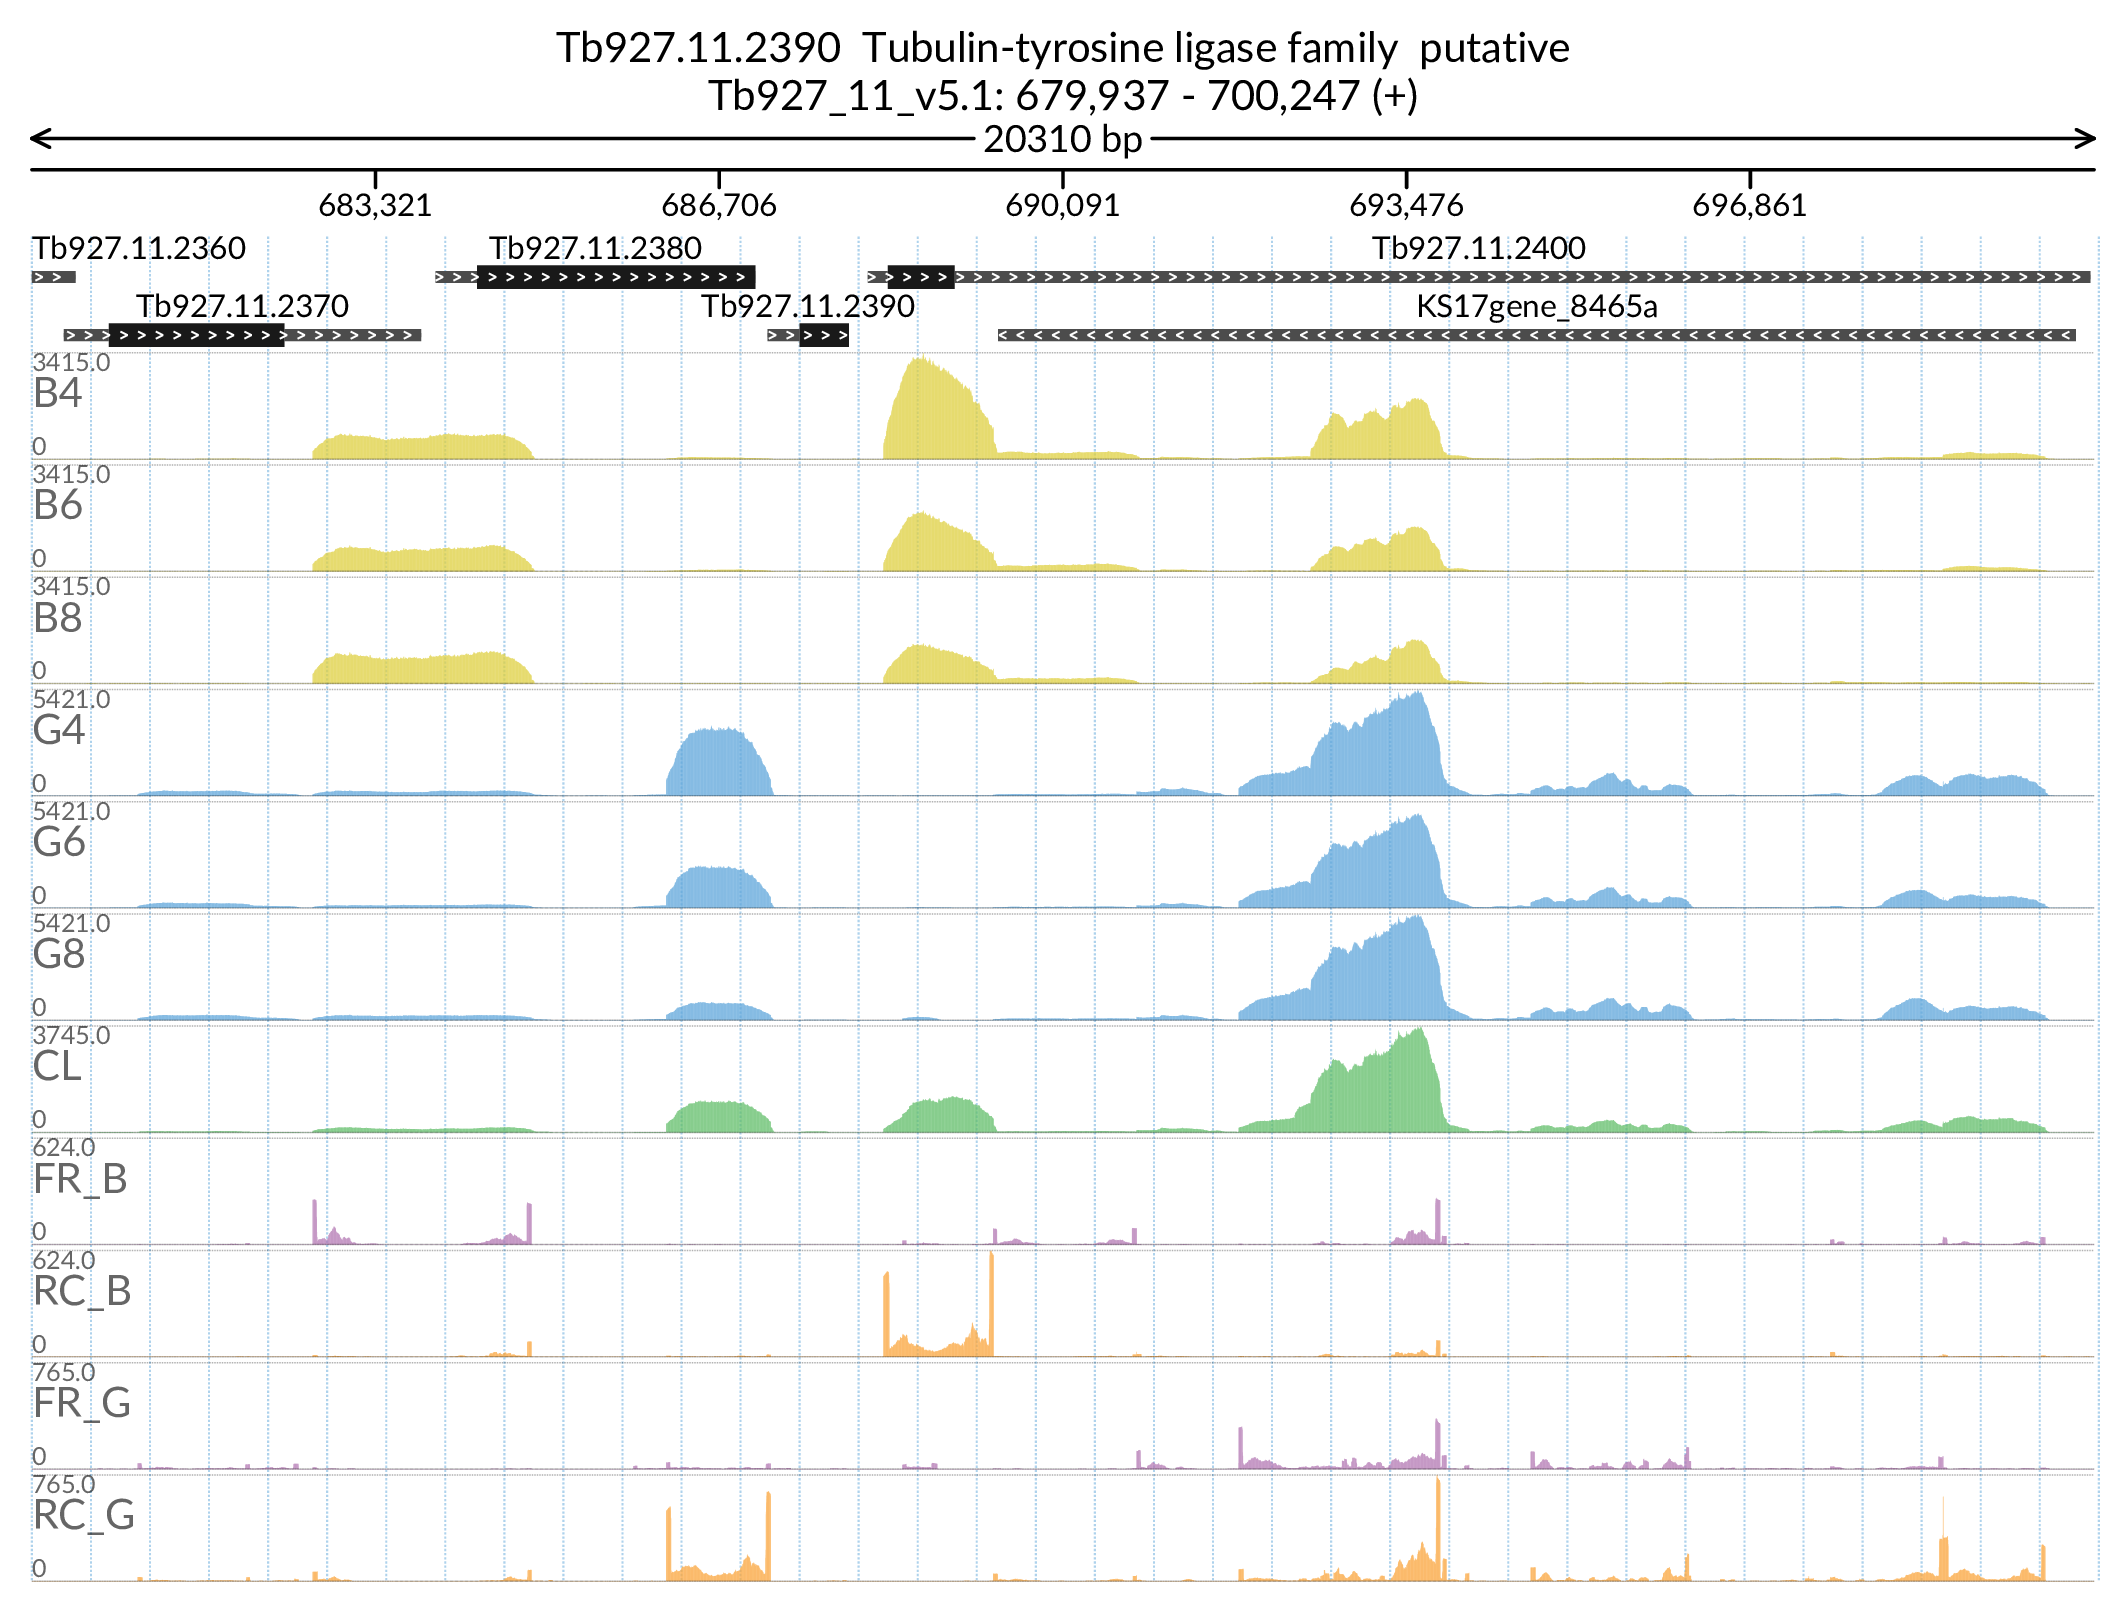 Tb927.11.2390  Tubulin-tyrosine ligase family  putative
Tb927_11_v5.1: 679,937 - 700,247 (+)
20310 bp
683,321 686,706 690,091 693,476 696,861
Tb927.11.2360 Tb927.11.2380 Tb927.11.2400
Tb927.11.2370 Tb927.11.2390 KS17gene_8465a
3415.0
B4
0
3415.0
B6
0
3415.0
B8
0
5421.0
G4
0
5421.0
G6
0
5421.0
G8
0
3745.0
CL
0
624.0
FR_B
0
624.0
RC_B
0
765.0
FR_G
0
765.0
RC_G
0